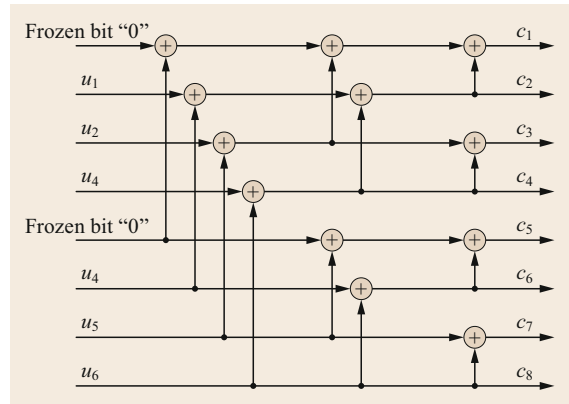 Frozen bit “0” c₁
u₁ c₂
u₂ c₃
u₄ c₄
Frozen bit “0” c₅
u₄ c₆
u₅ c₇
u₆ c₈